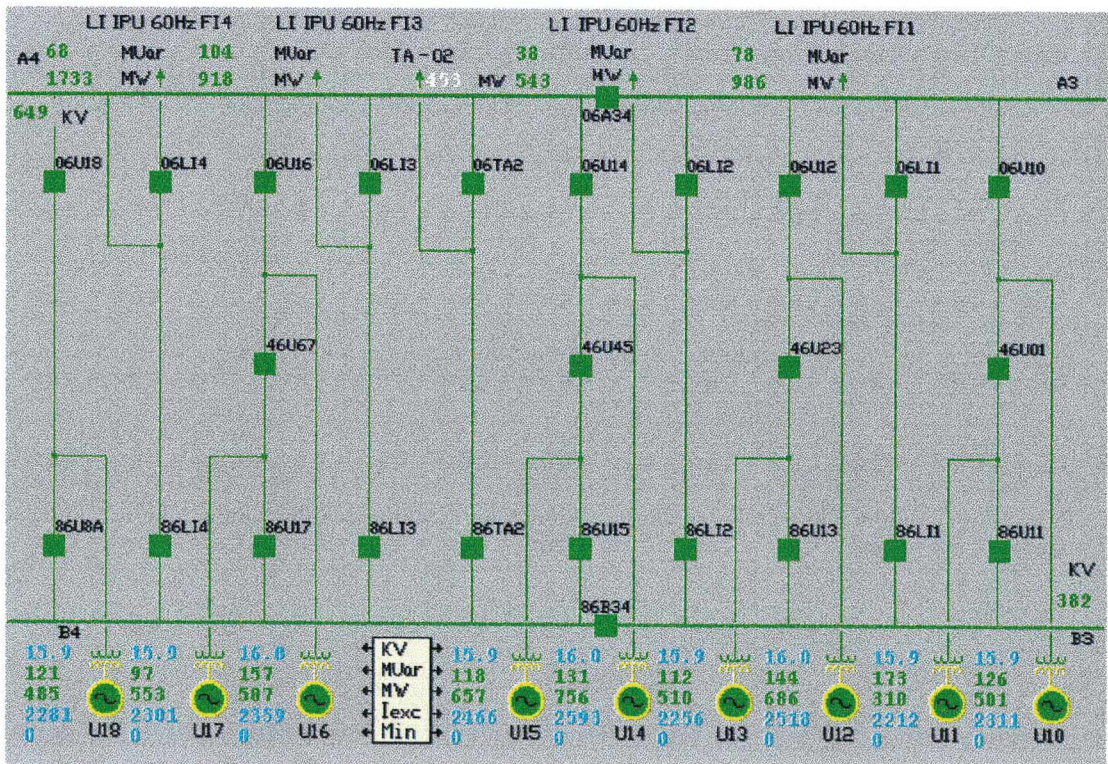 LI IPU 60Hz FI4 LI IPU 60Hz FI3 LI IPU 60Hz FI2 LI IPU 60Hz FI1
A4 68 MVar 104 MVar TA-02 38 MVar 78 MVar
1733 MW 918 MW 493 MW 543 MW 986 MW A3
649 KV 06A34
06U18 06LI4 06U16 06LI3 06TA2 06U14 06LI2 06U12 06LI1 06U10
46U67 46U45 46U23 46U01
86U8A 86LI4 86U17 86LI3 86TA2 86U15 86LI2 86U13 86LI1 86U11
KV
86B34 382
B4 B3
15.9 15.9 16.0 KV 15.9 16.0 15.9 16.0 15.9 15.9
121 97 157 MVar 118 131 112 144 173 126
485 553 507 MW 657 756 510 686 310 501
2281 2301 2359 Iexc 2466 2593 2256 2518 2212 2311
0 U18 0 U17 0 U16 Min 0 U15 0 U14 0 U13 0 U12 0 U11 0 U10